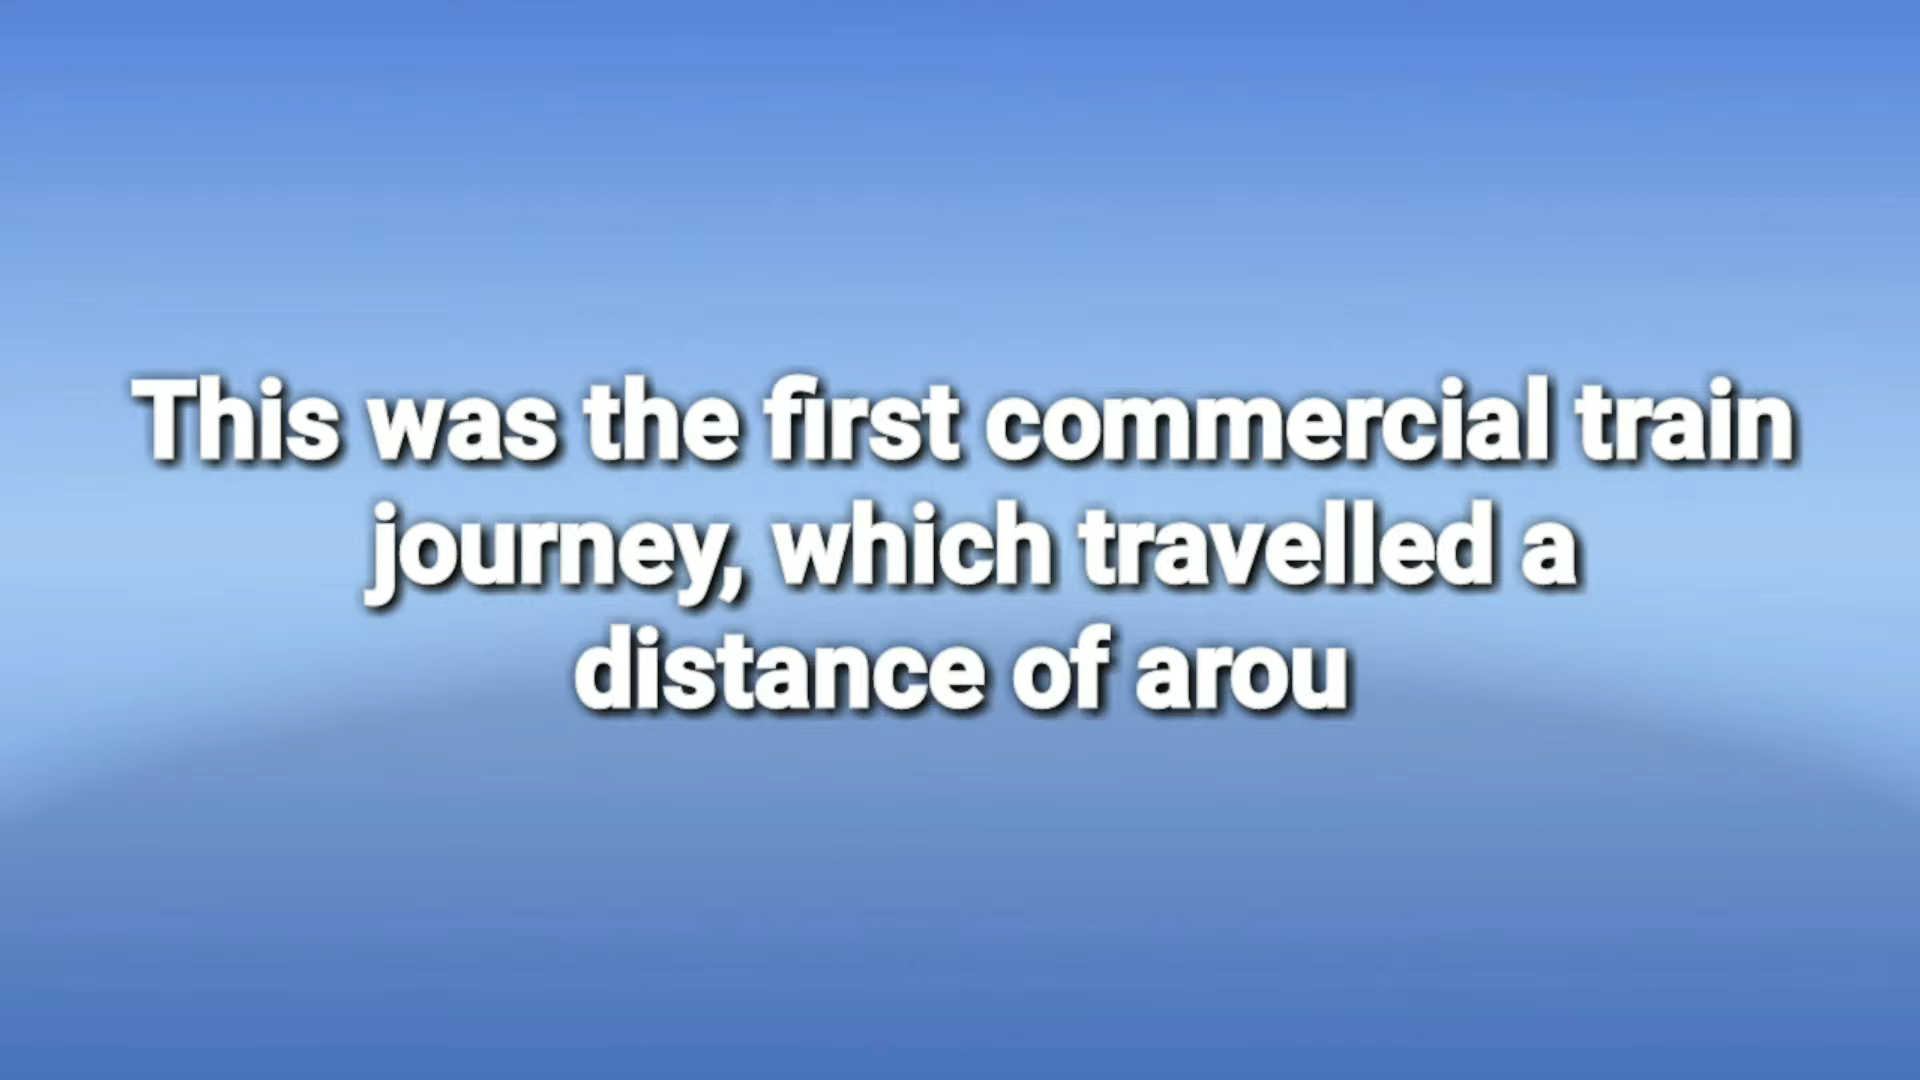 This was the first commercial train
journey, which travelled a
distance of arou